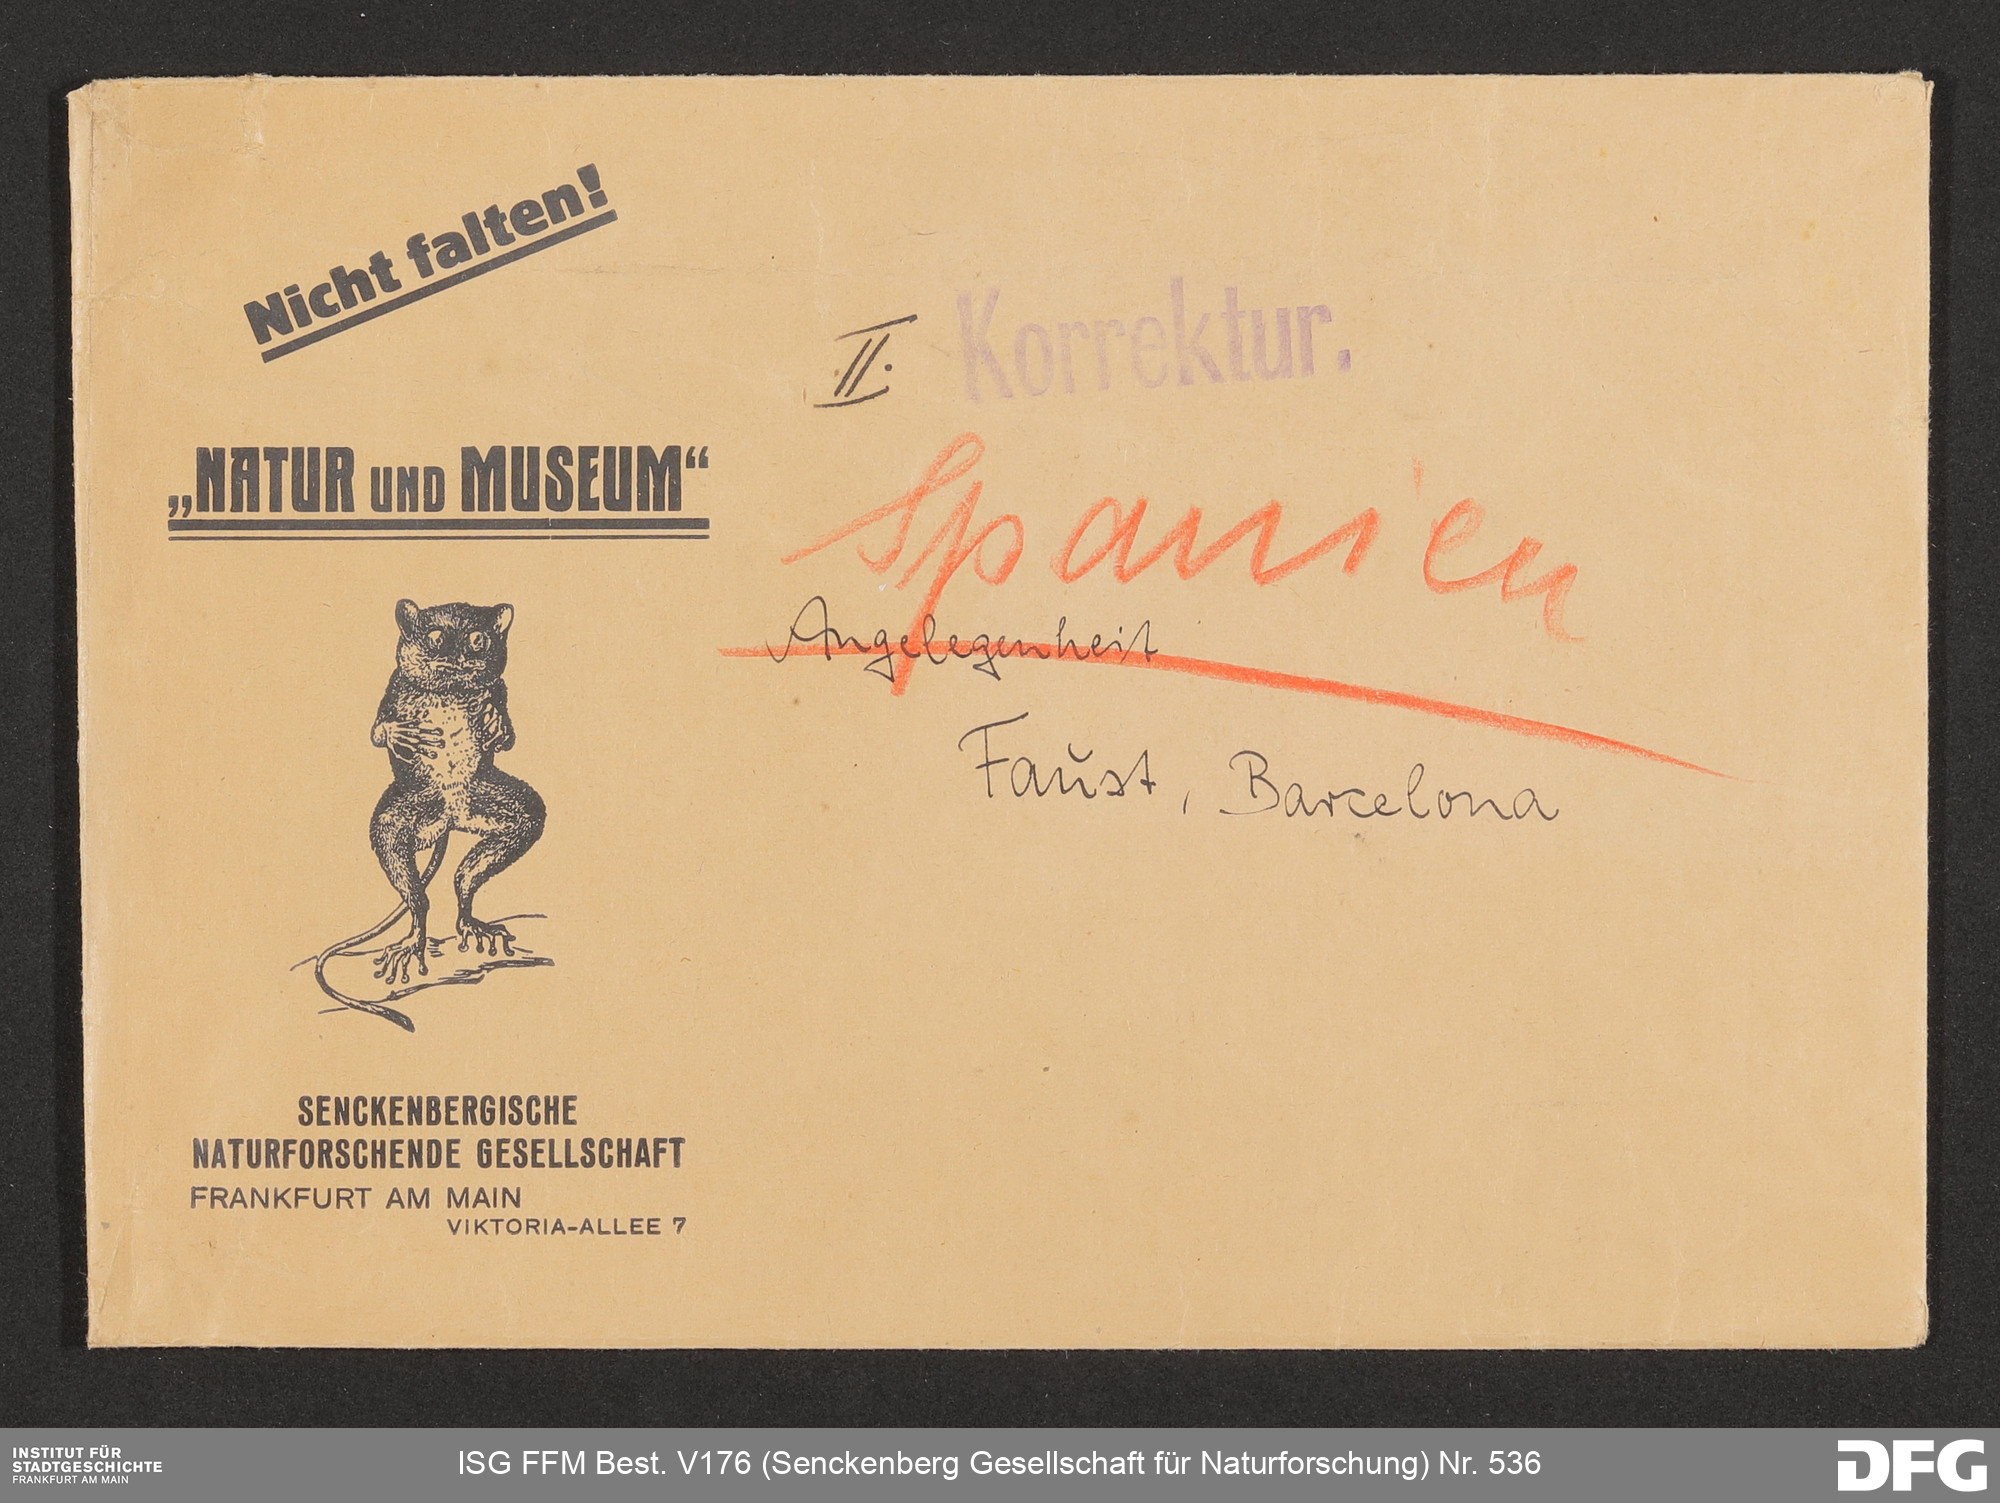 Nicht falten!
II. Korrektur.
„NATUR UND MUSEUM“
Spanien
Angelegenheit
Faust, Barcelona
SENCKENBERGISCHE
NATURFORSCHENDE GESELLSCHAFT
FRANKFURT AM MAIN
VIKTORIA-ALLEE 7
INSTITUT FÜR
STADTGESCHICHTE
FRANKFURT AM MAIN
ISG FFM Best. V176 (Senckenberg Gesellschaft für Naturforschung) Nr. 536
DFG